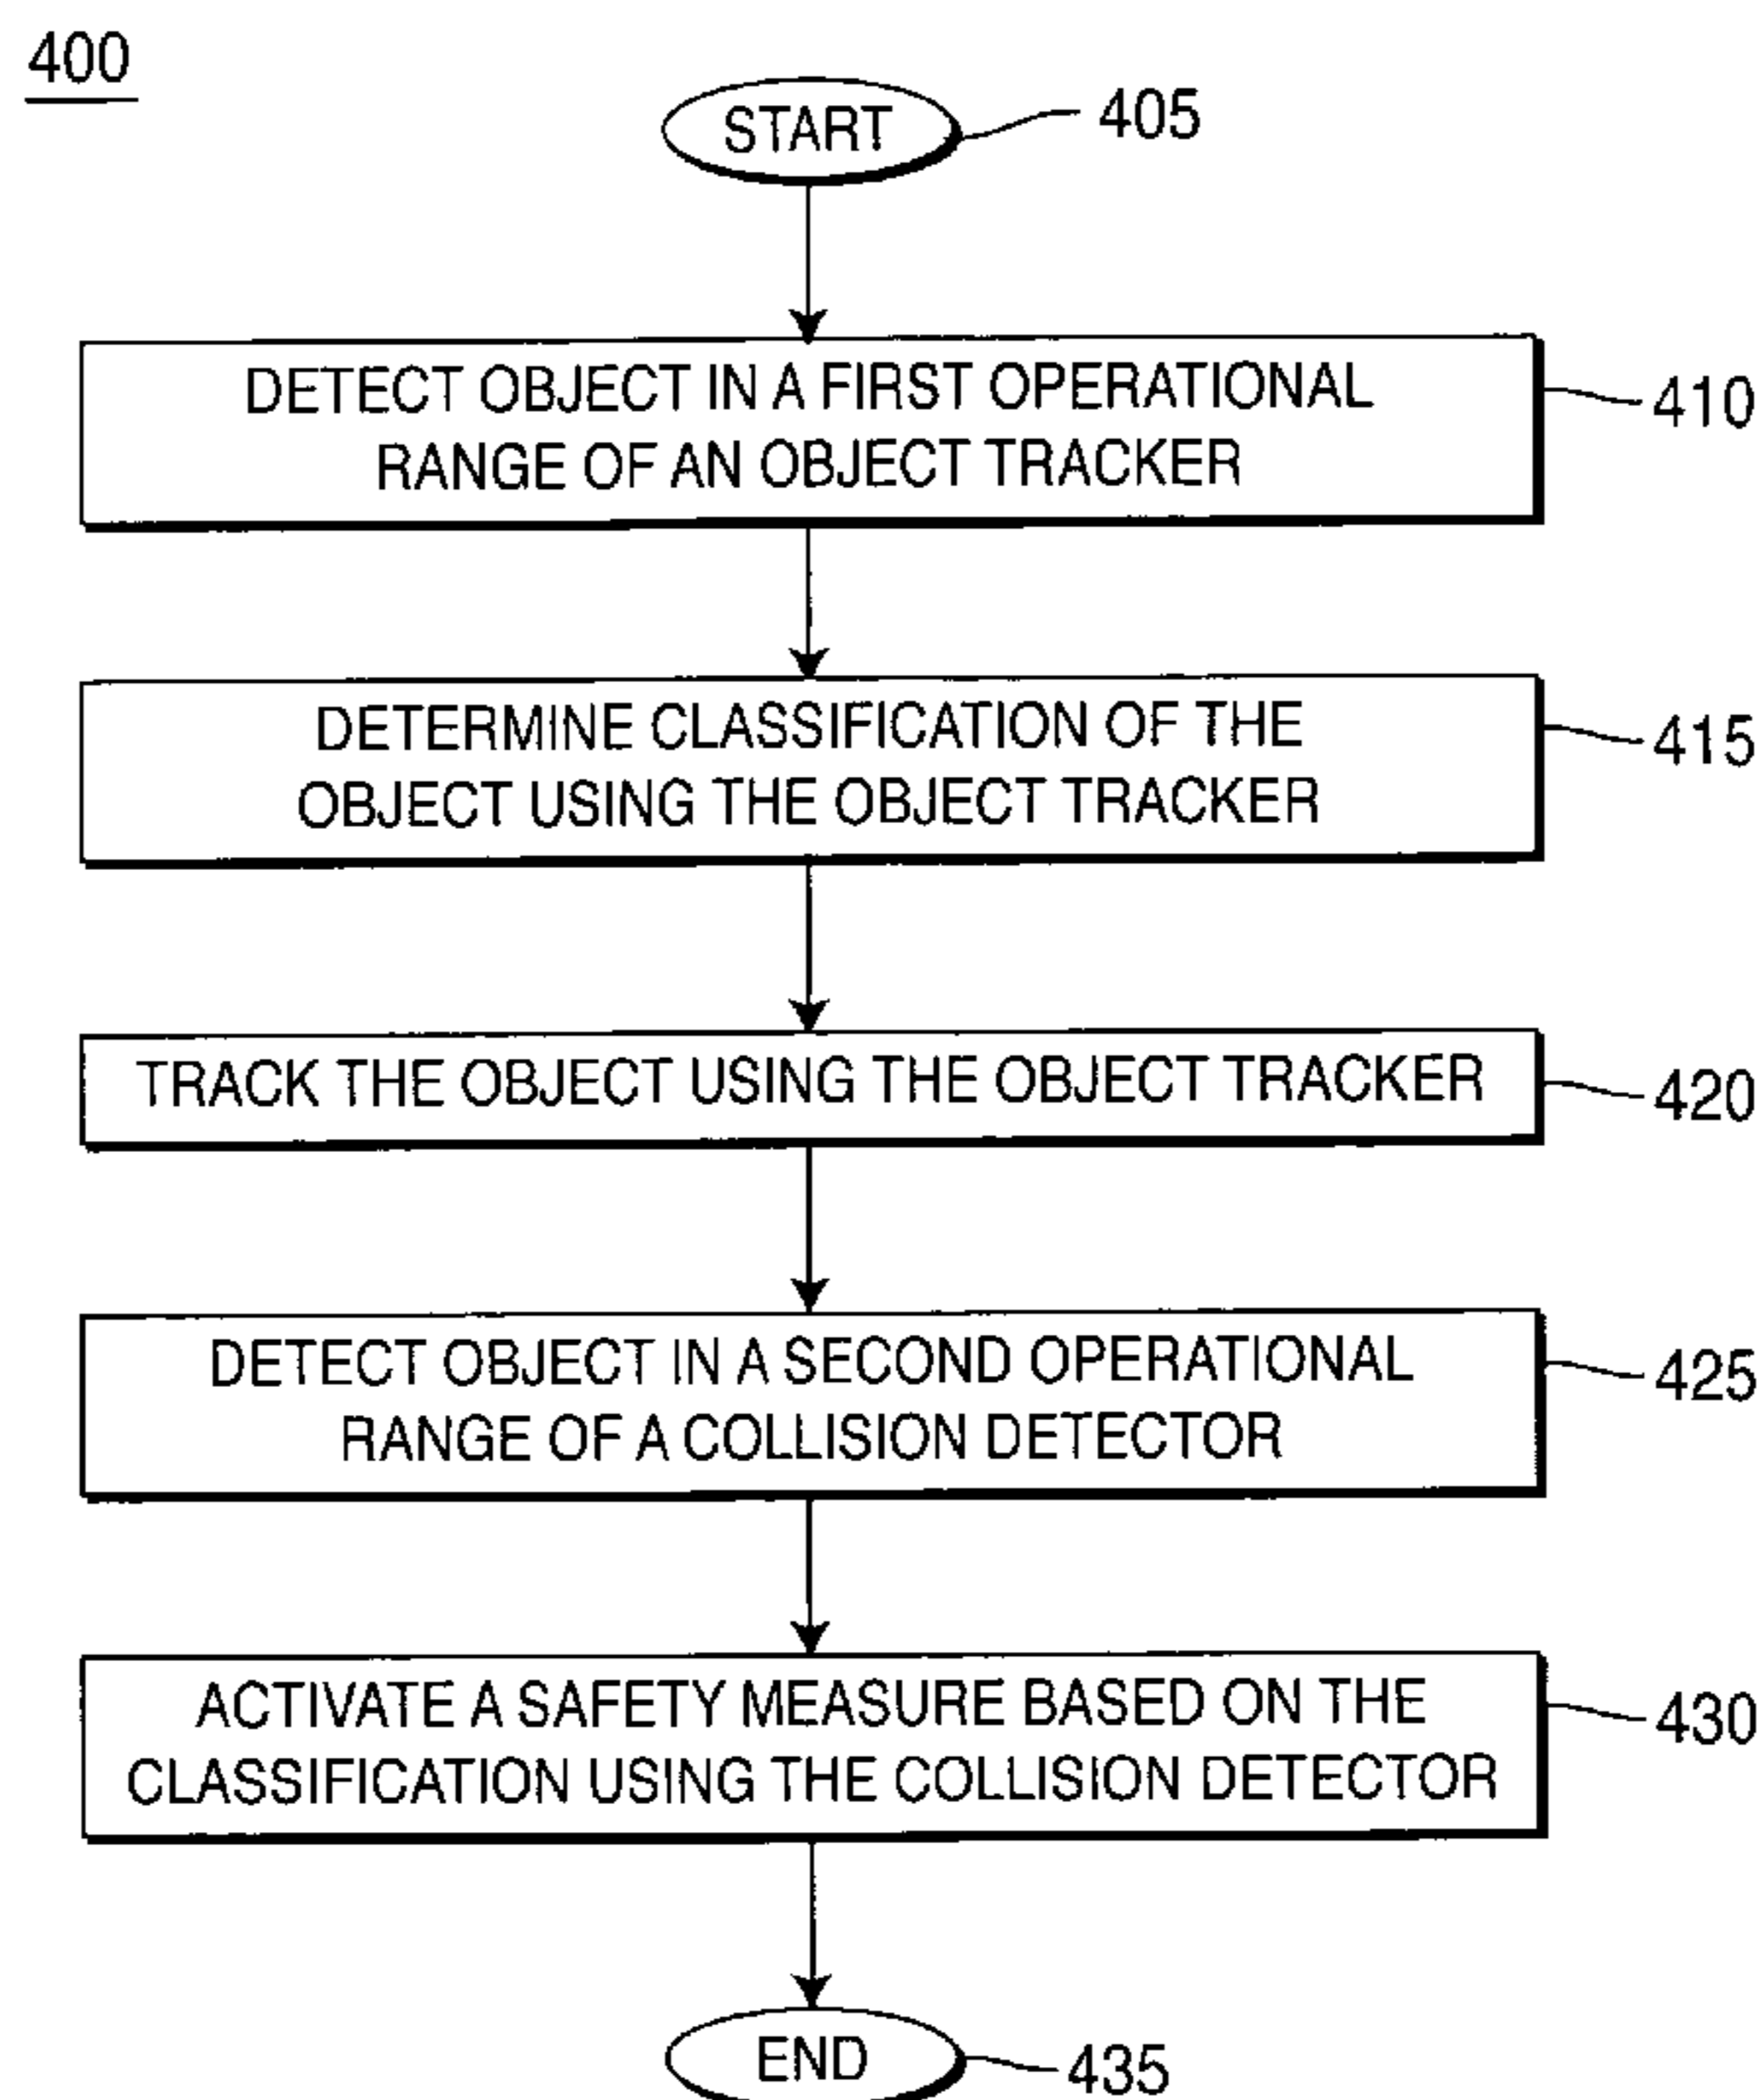 400
START
405
DETECT OBJECT IN A FIRST OPERATIONAL
RANGE OF AN OBJECT TRACKER
410
DETERMINE CLASSIFICATION OF THE
OBJECT USING THE OBJECT TRACKER
415
TRACK THE OBJECT USING THE OBJECT TRACKER
420
DETECT OBJECT IN A SECOND OPERATIONAL
RANGE OF A COLLISION DETECTOR
425
ACTIVATE A SAFETY MEASURE BASED ON THE
CLASSIFICATION USING THE COLLISION DETECTOR
430
END
435